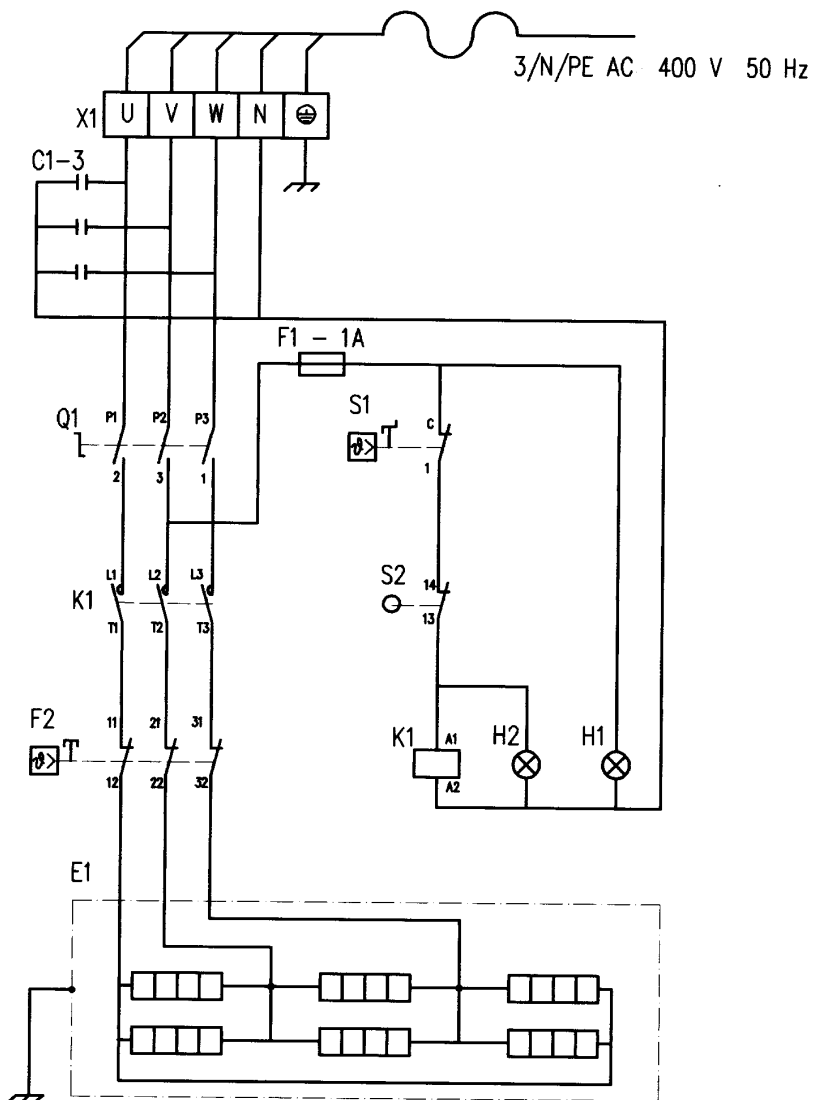 3/N/PE AC 400 V 50 Hz
X1 U V W N
C1-3
F1 - 1A
Q1 P1 P2 P3
S1 C
ϑ>
2 3 1
1
K1 L1 L2 L3
S2 14
13
T1 T2 T3
F2 11 21 31
ϑ>
K1 A1 H2 H1
12 22 32
A2
E1